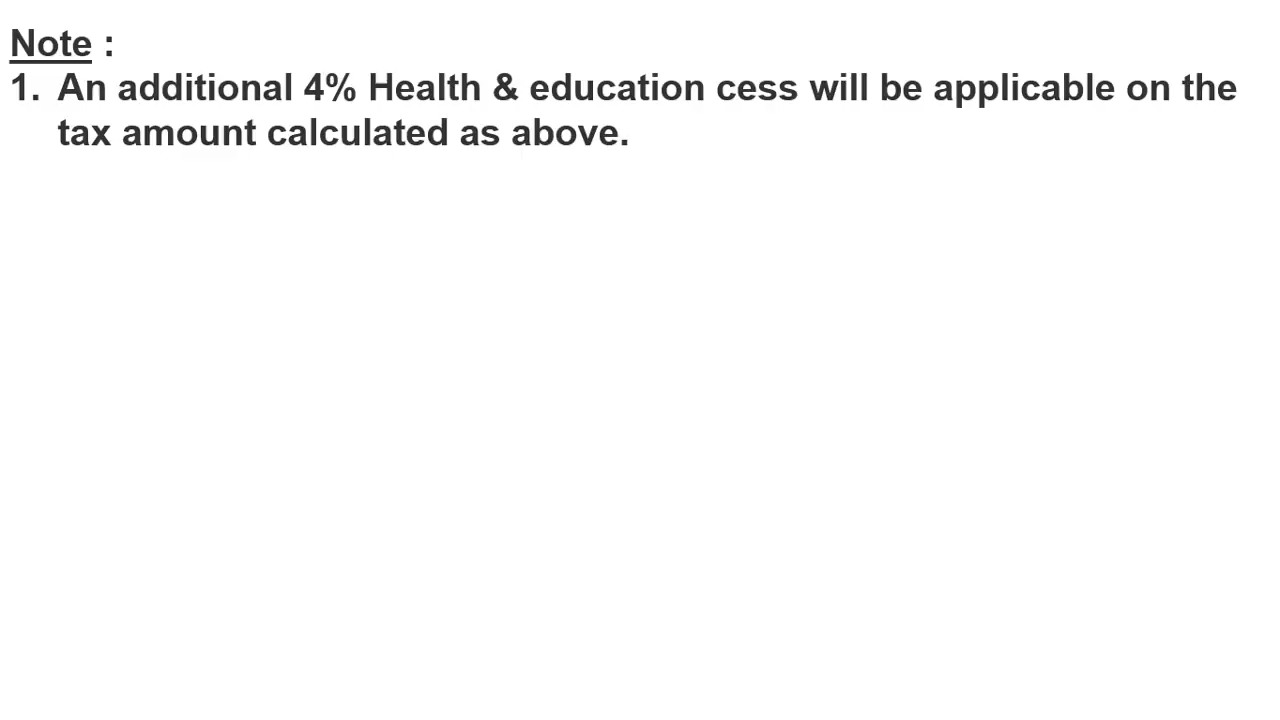 Note :
1. An additional 4% Health & education cess will be applicable on the
tax amount calculated as above.